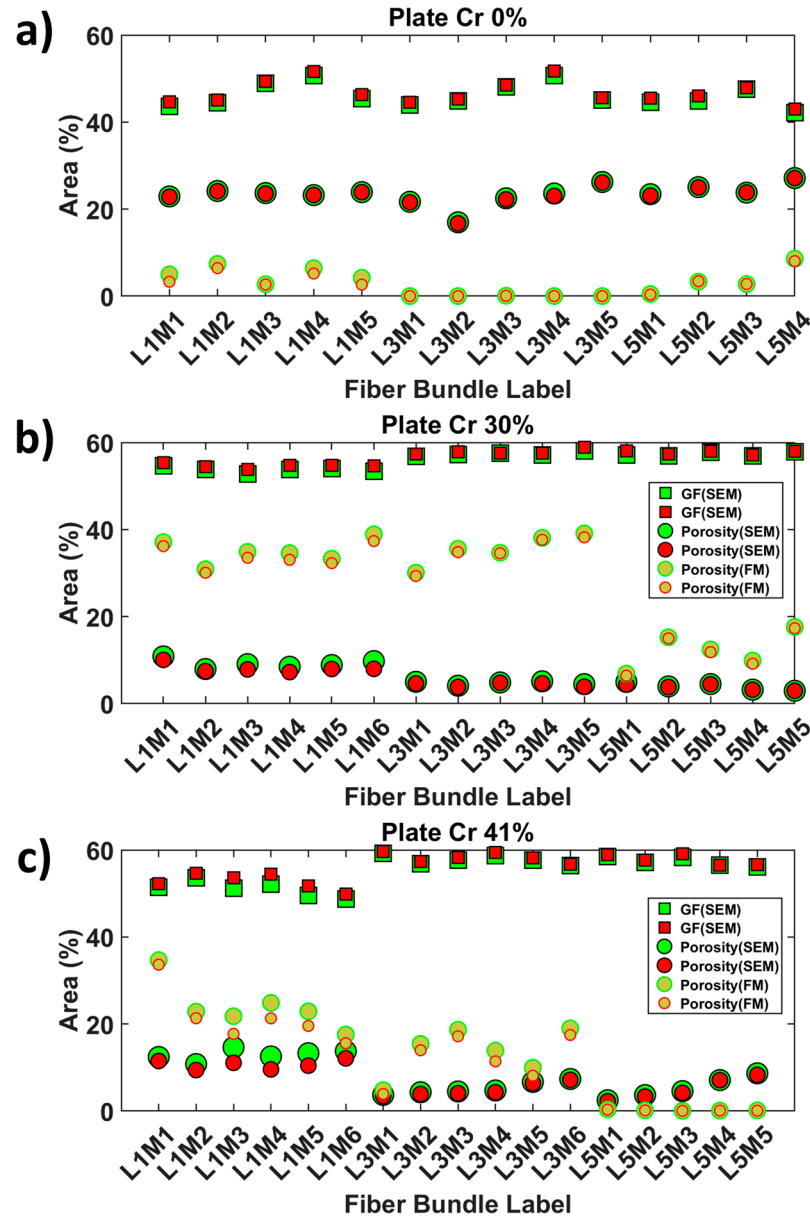 a)
Plate Cr 0%
60
40
20
0
Area (%)
L1M1 L1M2 L1M3 L1M4 L1M5 L3M1 L3M2 L3M3 L3M4 L3M5 L5M1 L5M2 L5M3 L5M4
Fiber Bundle Label
b)
Plate Cr 30%
60
40
20
0
Area (%)
GF(SEM)
GF(SEM)
Porosity(SEM)
Porosity(SEM)
Porosity(FM)
Porosity(FM)
L1M1 L1M2 L1M3 L1M4 L1M5 L1M6 L3M1 L3M2 L3M3 L3M4 L3M5 L5M1 L5M2 L5M3 L5M4 L5M5
Fiber Bundle Label
c)
Plate Cr 41%
60
40
20
0
Area (%)
GF(SEM)
GF(SEM)
Porosity(SEM)
Porosity(SEM)
Porosity(FM)
Porosity(FM)
L1M1 L1M2 L1M3 L1M4 L1M5 L1M6 L3M1 L3M2 L3M3 L3M4 L3M5 L3M6 L5M1 L5M2 L5M3 L5M4 L5M5
Fiber Bundle Label